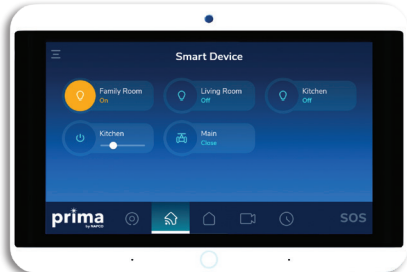 Smart Device
Family Room
On
Living Room
Off
Kitchen
Off
Kitchen
Main
Close
prima
by NAPCO
SOS